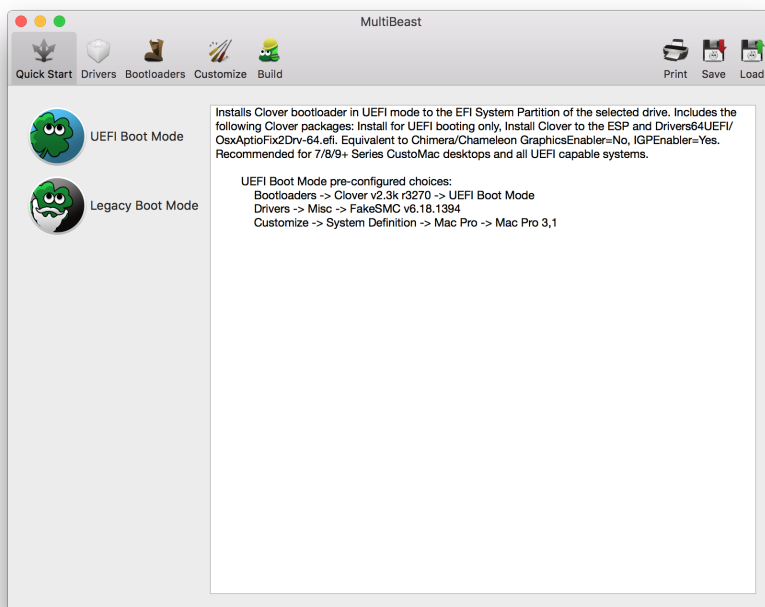 MultiBeast
Quick Start Drivers Bootloaders Customize Build Print Save Load
UEFI Boot Mode
Legacy Boot Mode
Installs Clover bootloader in UEFI mode to the EFI System Partition of the selected drive. Includes the
following Clover packages: Install for UEFI booting only, Install Clover to the ESP and Drivers64UEFI/
OsxAptioFix2Drv-64.efi. Equivalent to Chimera/Chameleon GraphicsEnabler=No, IGPEnabler=Yes.
Recommended for 7/8/9+ Series CustoMac desktops and all UEFI capable systems.
UEFI Boot Mode pre-configured choices:
Bootloaders -> Clover v2.3k r3270 -> UEFI Boot Mode
Drivers -> Misc -> FakeSMC v6.18.1394
Customize -> System Definition -> Mac Pro -> Mac Pro 3,1